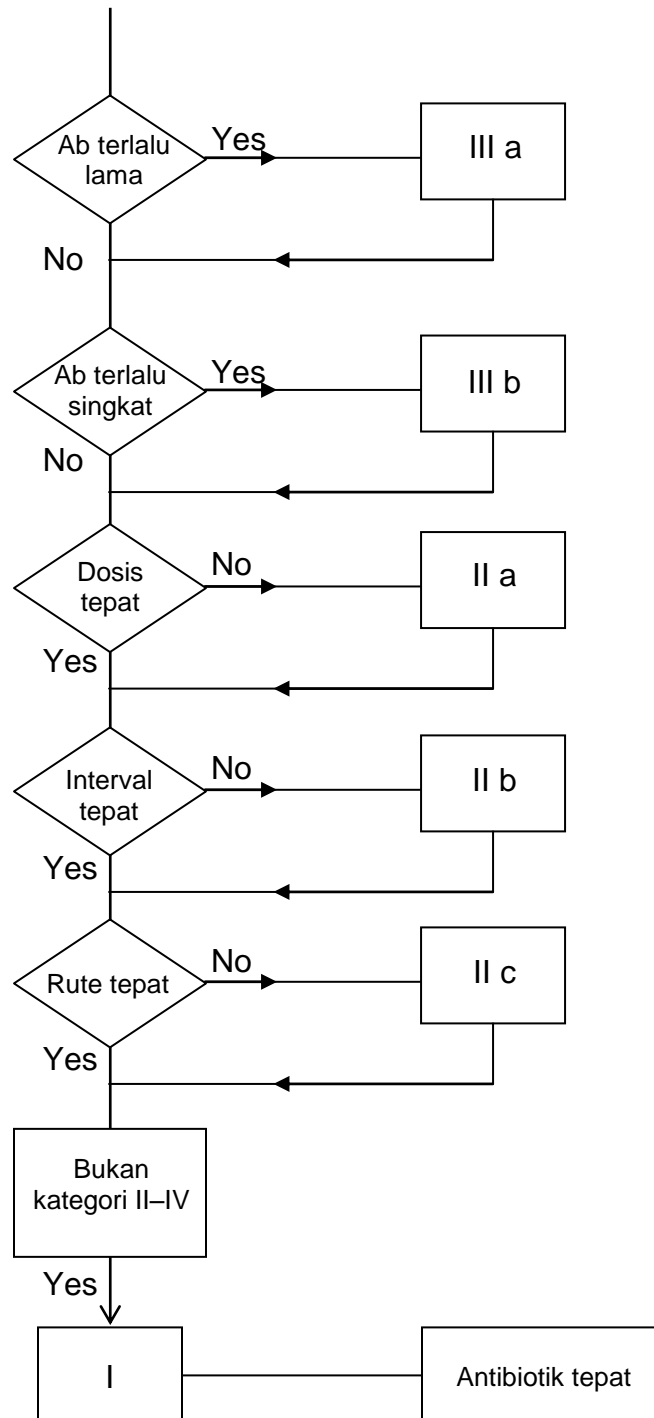 Ab terlalu
lama
Yes
III a
No
Ab terlalu
singkat
Yes
III b
No
Dosis
tepat
No
II a
Yes
Interval
tepat
No
II b
Yes
Rute tepat
No
II c
Yes
Bukan
kategori II–IV
Yes
I
Antibiotik tepat